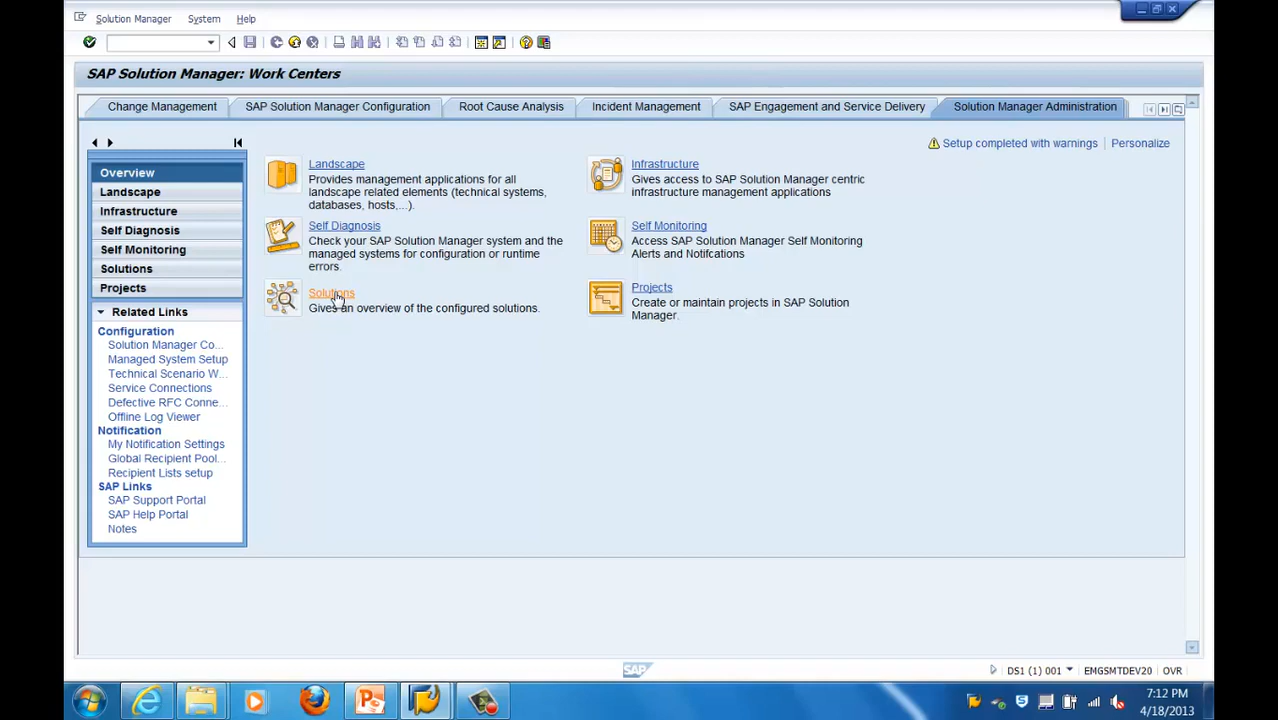 Solution Manager System Help
SAP Solution Manager: Work Centers
Change Management SAP Solution Manager Configuration Root Cause Analysis Incident Management SAP Engagement and Service Delivery Solution Manager Administration
Setup completed with warnings Personalize
Overview
Landscape
Infrastructure
Self Diagnosis
Self Monitoring
Solutions
Projects
Related Links
Configuration
Solution Manager Co...
Managed System Setup
Technical Scenario W...
Service Connections
Defective RFC Conne...
Offline Log Viewer
Notification
My Notification Settings
Global Recipient Pool...
Recipient Lists setup
SAP Links
SAP Support Portal
SAP Help Portal
Notes
Landscape
Provides management applications for all
landscape related elements (technical systems,
databases, hosts,...).
Self Diagnosis
Check your SAP Solution Manager system and the
managed systems for configuration or runtime
errors.
Solutions
Gives an overview of the configured solutions.
Infrastructure
Gives access to SAP Solution Manager centric
infrastructure management applications
Self Monitoring
Access SAP Solution Manager Self Monitoring
Alerts and Notifcations
Projects
Create or maintain projects in SAP Solution
Manager.
SAP
DS1 (1) 001 EMGSMTDEV20 OVR
7:12 PM
4/18/2013